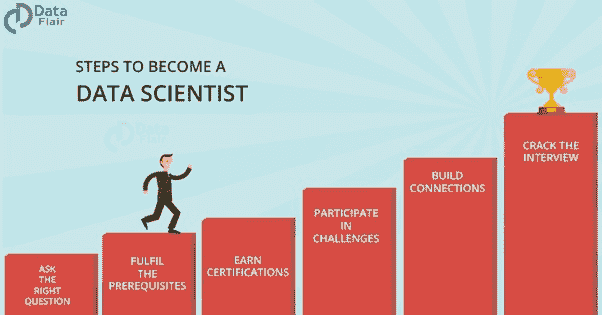 Data
Flair
STEPS TO BECOME A
DATA SCIENTIST
Data
Flair
ASK
THE
RIGHT
QUESTION
FULFIL
THE
PREREQUISITES
EARN
CERTIFICATIONS
PARTICIPATE
IN
CHALLENGES
BUILD
CONNECTIONS
CRACK THE
INTERVIEW